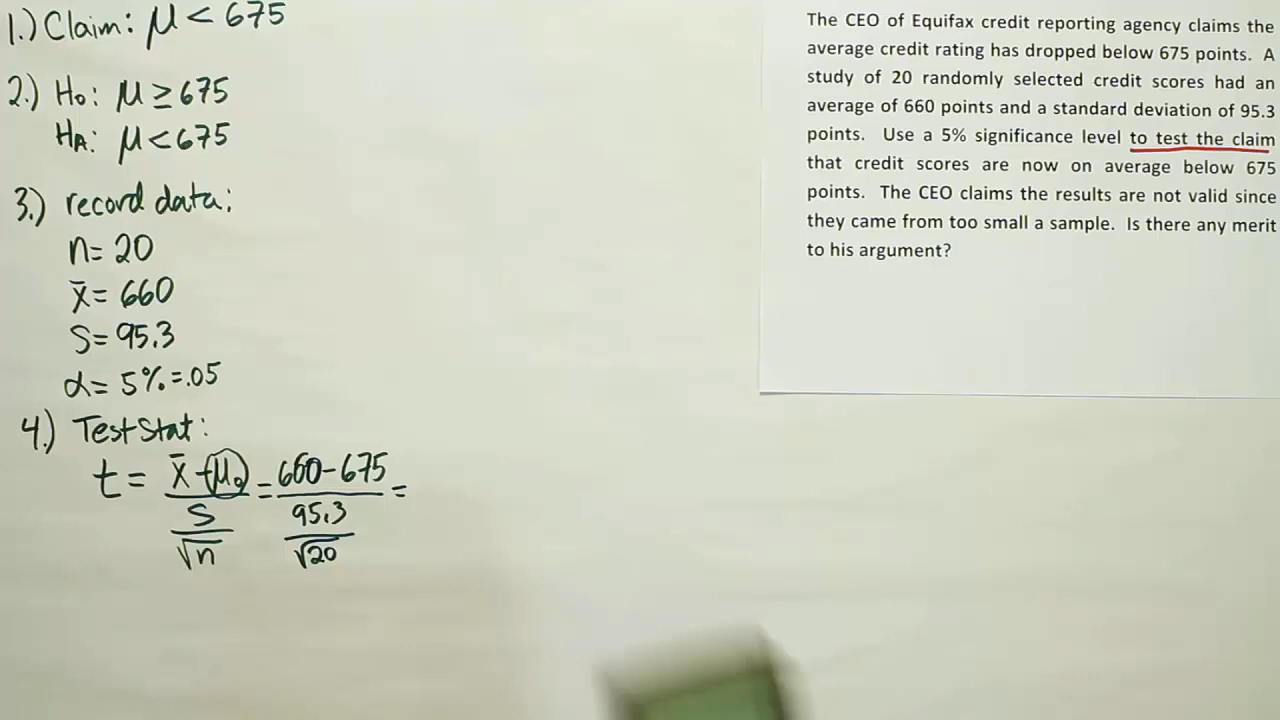 1.) Claim: μ < 675
2.) H₀: μ ≥ 675
Hₐ: μ < 675
3.) record data:
n = 20
x̄ = 660
S = 95.3
α = 5% = .05
4.) Test Stat:
t = (x̄ - μ₀) / (S / √n) = (660 - 675) / (95.3 / √20) =
The CEO of Equifax credit reporting agency claims the
average credit rating has dropped below 675 points. A
study of 20 randomly selected credit scores had an
average of 660 points and a standard deviation of 95.3
points. Use a 5% significance level to test the claim
that credit scores are now on average below 675
points. The CEO claims the results are not valid since
they came from too small a sample. Is there any merit
to his argument?